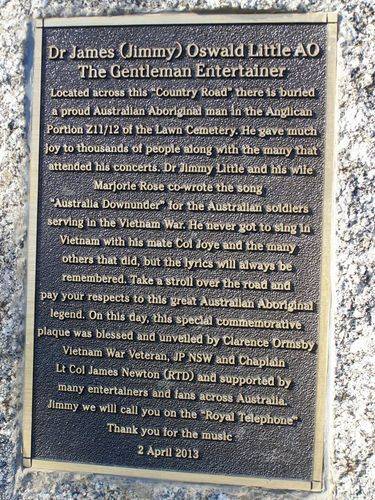 Dr James (Jimmy) Oswald Little AO
The Gentleman Entertainer
Located across this "Country Road" there is buried
a proud Australian Aboriginal man in the Anglican
Portion Z11/12 of the Lawn Cemetery. He gave much
joy to thousands of people along with the many that
attended his concerts. Dr Jimmy Little and his wife
Marjorie Rose co-wrote the song
"Australia Downunder" for the Australian soldiers
serving in the Vietnam War. He never got to sing in
Vietnam with his mate Col Joye and the many
others that did, but the lyrics will always be
remembered. Take a stroll over the road and
pay your respects to this great Australian Aboriginal
legend. On this day, this special commemorative
plaque was blessed and unveiled by Clarence Ormsby
Vietnam War Veteran, JP NSW and Chaplain
Lt Col James Newton (RTD) and supported by
many entertainers and fans across Australia.
Jimmy we will call you on the "Royal Telephone"
Thank you for the music
2 April 2013